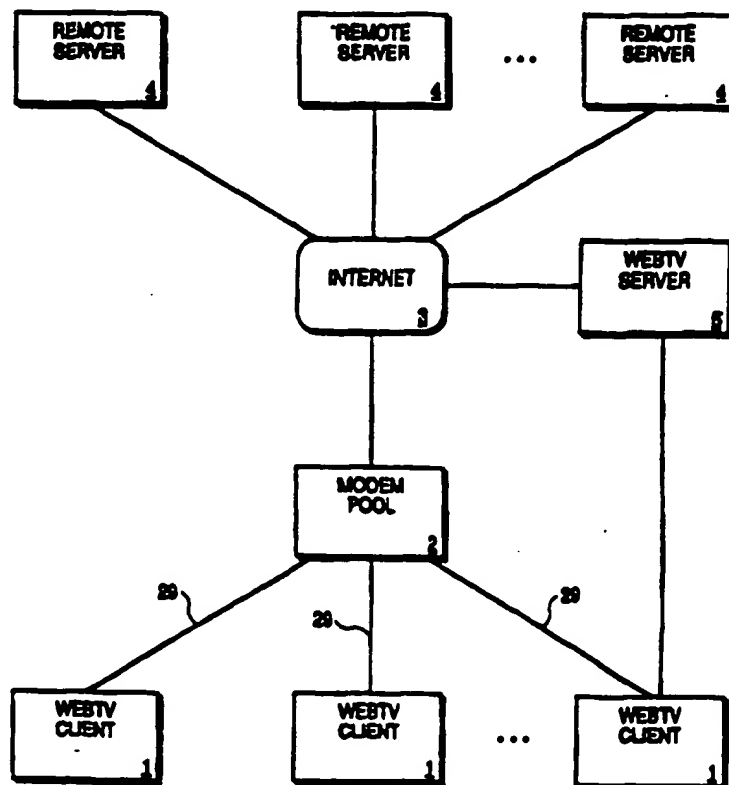 REMOTE SERVER 4
REMOTE SERVER 4
...
REMOTE SERVER 4
INTERNET 3
WEBTV SERVER 5
MODEM POOL 2
29
29
29
WEBTV CLIENT 1
WEBTV CLIENT 1
...
WEBTV CLIENT 1